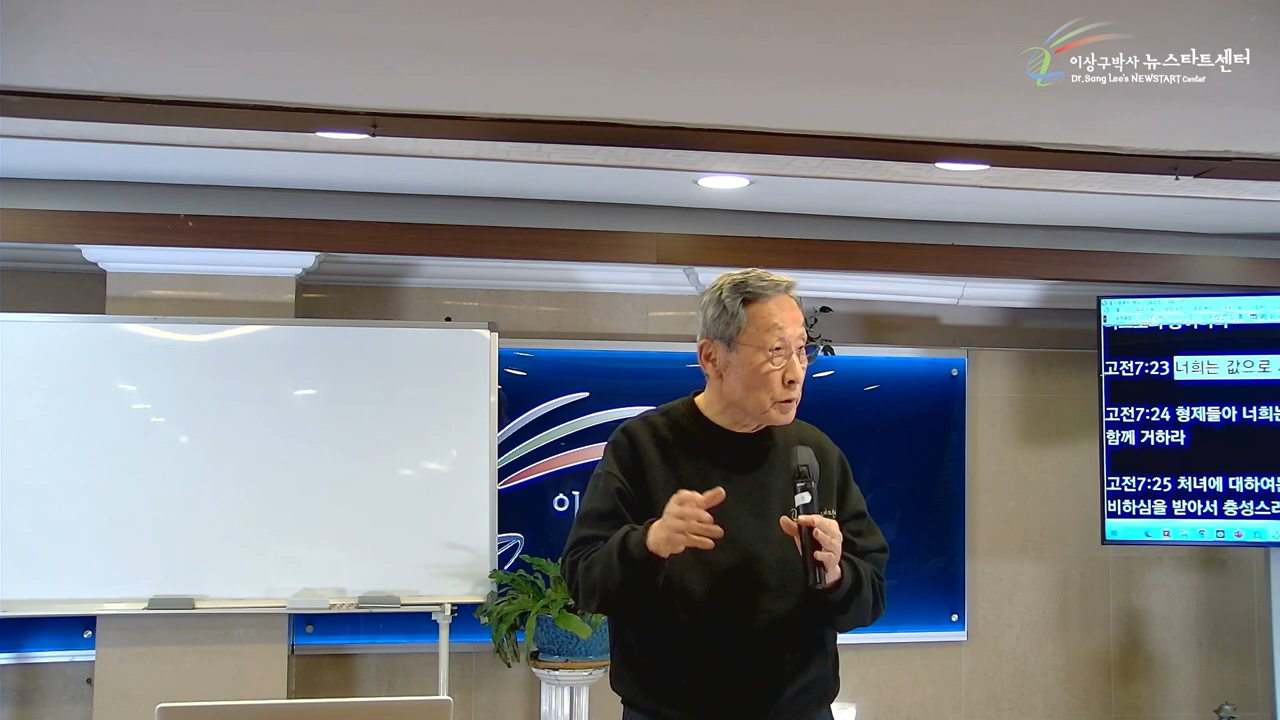 이상구박사 뉴스타트센터
Dr. Sang Lee's NEWSTART Center
고전7:23 너희는 값으로
고전7:24 형제들아 너희는
함께 거하라
고전7:25 처녀에 대하여는
비하심을 받아서 충성스러
이